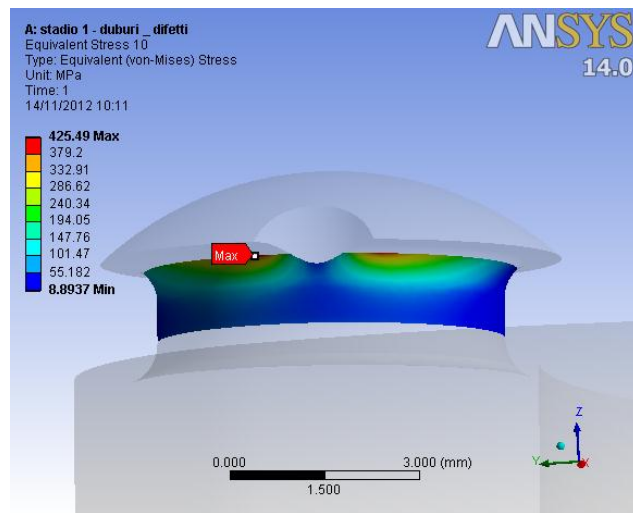 A: stadio 1 - duburi _ difetti
Equivalent Stress 10
Type: Equivalent (von-Mises) Stress
Unit: MPa
Time: 1
14/11/2012 10:11
ANSYS
14.0
425.49 Max
379.2
332.91
286.62
240.34
194.05
147.76
101.47
55.182
8.8937 Min
Max
Z
Y
X
0.000
3.000 (mm)
1.500